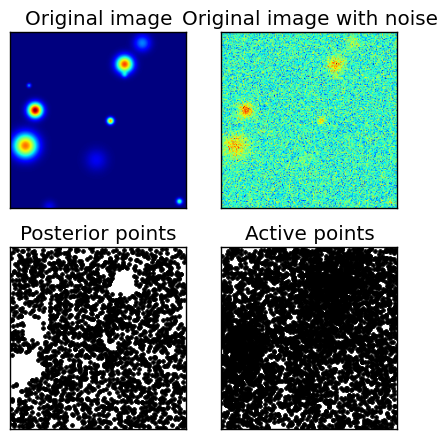 Original image
Original image with noise
Posterior points
Active points